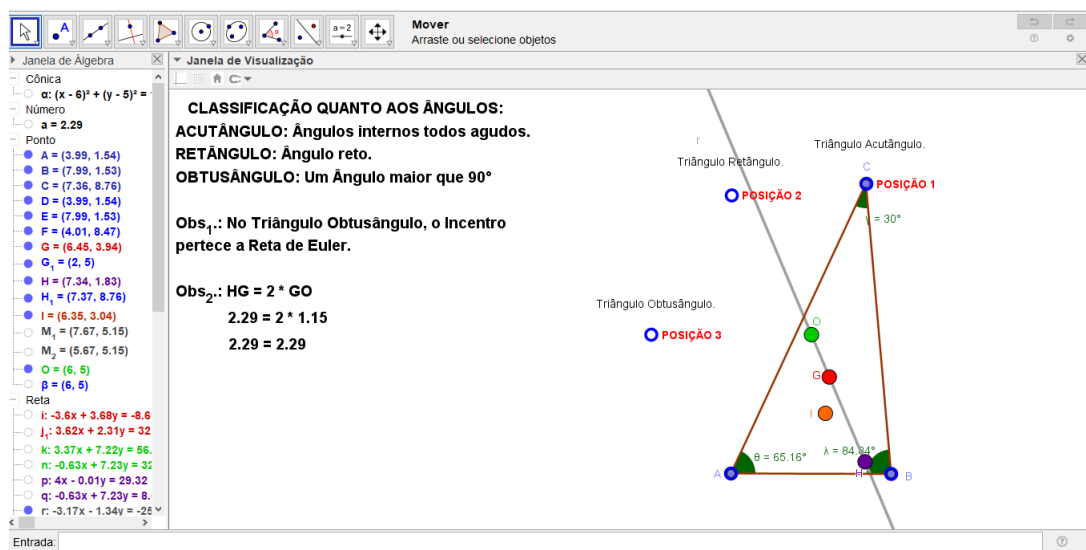 a=2
Mover
Arraste ou selecione objetos
Janela de Álgebra
Janela de Visualização
Cônica
α: (x - 6)² + (y - 5)² =
Número
a = 2.29
Ponto
A = (3.99, 1.54)
B = (7.99, 1.53)
C = (7.36, 8.76)
D = (3.99, 1.54)
E = (7.99, 1.53)
F = (4.01, 8.47)
G = (6.45, 3.94)
G₁ = (2, 5)
H = (7.34, 1.83)
H₁ = (7.37, 8.76)
I = (6.35, 3.04)
M₁ = (7.67, 5.15)
M₂ = (5.67, 5.15)
O = (6, 5)
β = (6, 5)
Reta
i: -3.6x + 3.68y = -8.6
j₁: 3.62x + 2.31y = 32
k: 3.37x + 7.22y = 56.
n: -0.63x + 7.23y = 32
p: 4x - 0.01y = 29.32
q: -0.63x + 7.23y = 8.
r: -3.17x - 1.34y = -25
CLASSIFICAÇÃO QUANTO AOS ÂNGULOS:
ACUTÂNGULO: Ângulos internos todos agudos.
RETÂNGULO: Ângulo reto.
OBTUSÂNGULO: Um Ângulo maior que 90°
Obs₁.: No Triângulo Obtusângulo, o Incentro
pertece a Reta de Euler.
Obs₂.: HG = 2 * GO
2.29 = 2 * 1.15
2.29 = 2.29
r
Triângulo Acutângulo.
Triângulo Retângulo.
C
POSIÇÃO 1
POSIÇÃO 2
γ = 30°
Triângulo Obtusângulo.
O
POSIÇÃO 3
G
I
θ = 65.16°
λ = 84.84°
A
H
B
Entrada: